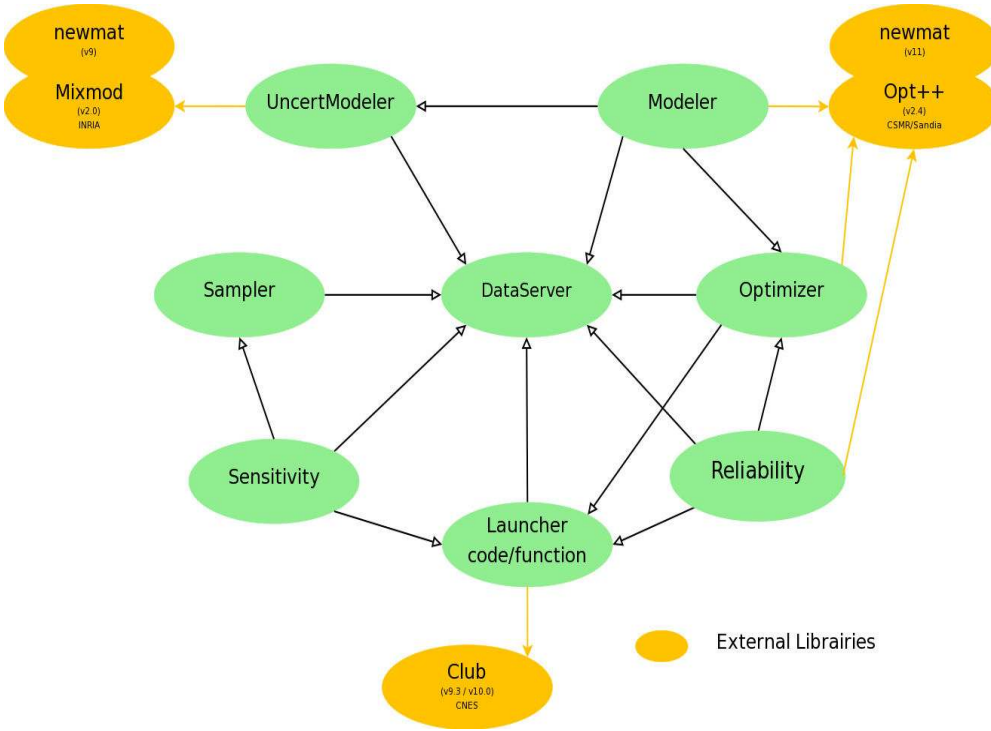 newmat
(v9)
Mixmod
(v2.0)
INRIA
UncertModeler
Modeler
newmat
(v11)
Opt++
(v2.4)
CSMR/Sandia
Sampler
DataServer
Optimizer
Sensitivity
Launcher
code/function
Reliability
Club
(v9.3 / v10.0)
CNES
External Librairies